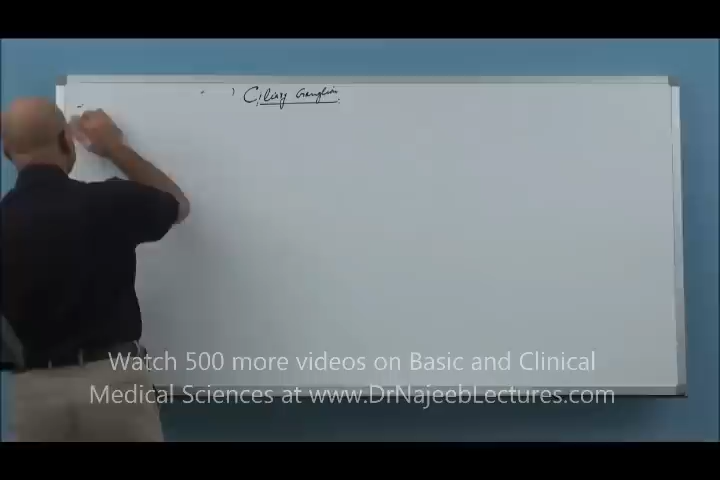 Ciliary Ganglion
Watch 500 more videos on Basic and Clinical
Medical Sciences at www.DrNajeebLectures.com